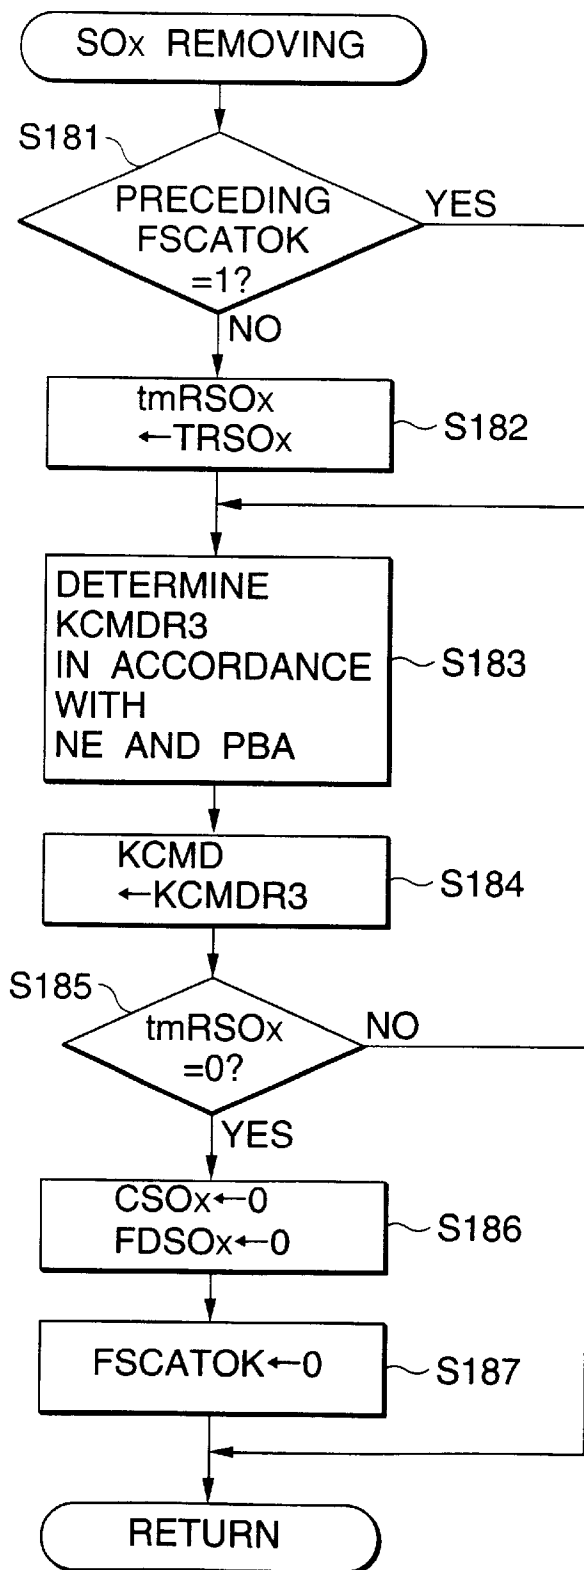 SOx REMOVING
S181
PRECEDING
FSCATOK
=1?
YES
NO
tmRSOx
←TRSOx
S182
DETERMINE
KCMDR3
IN ACCORDANCE
WITH
NE AND PBA
S183
KCMD
←KCMDR3
S184
S185
tmRSOx
=0?
NO
YES
CSOx←0
FDSOx←0
S186
FSCATOK←0
S187
RETURN